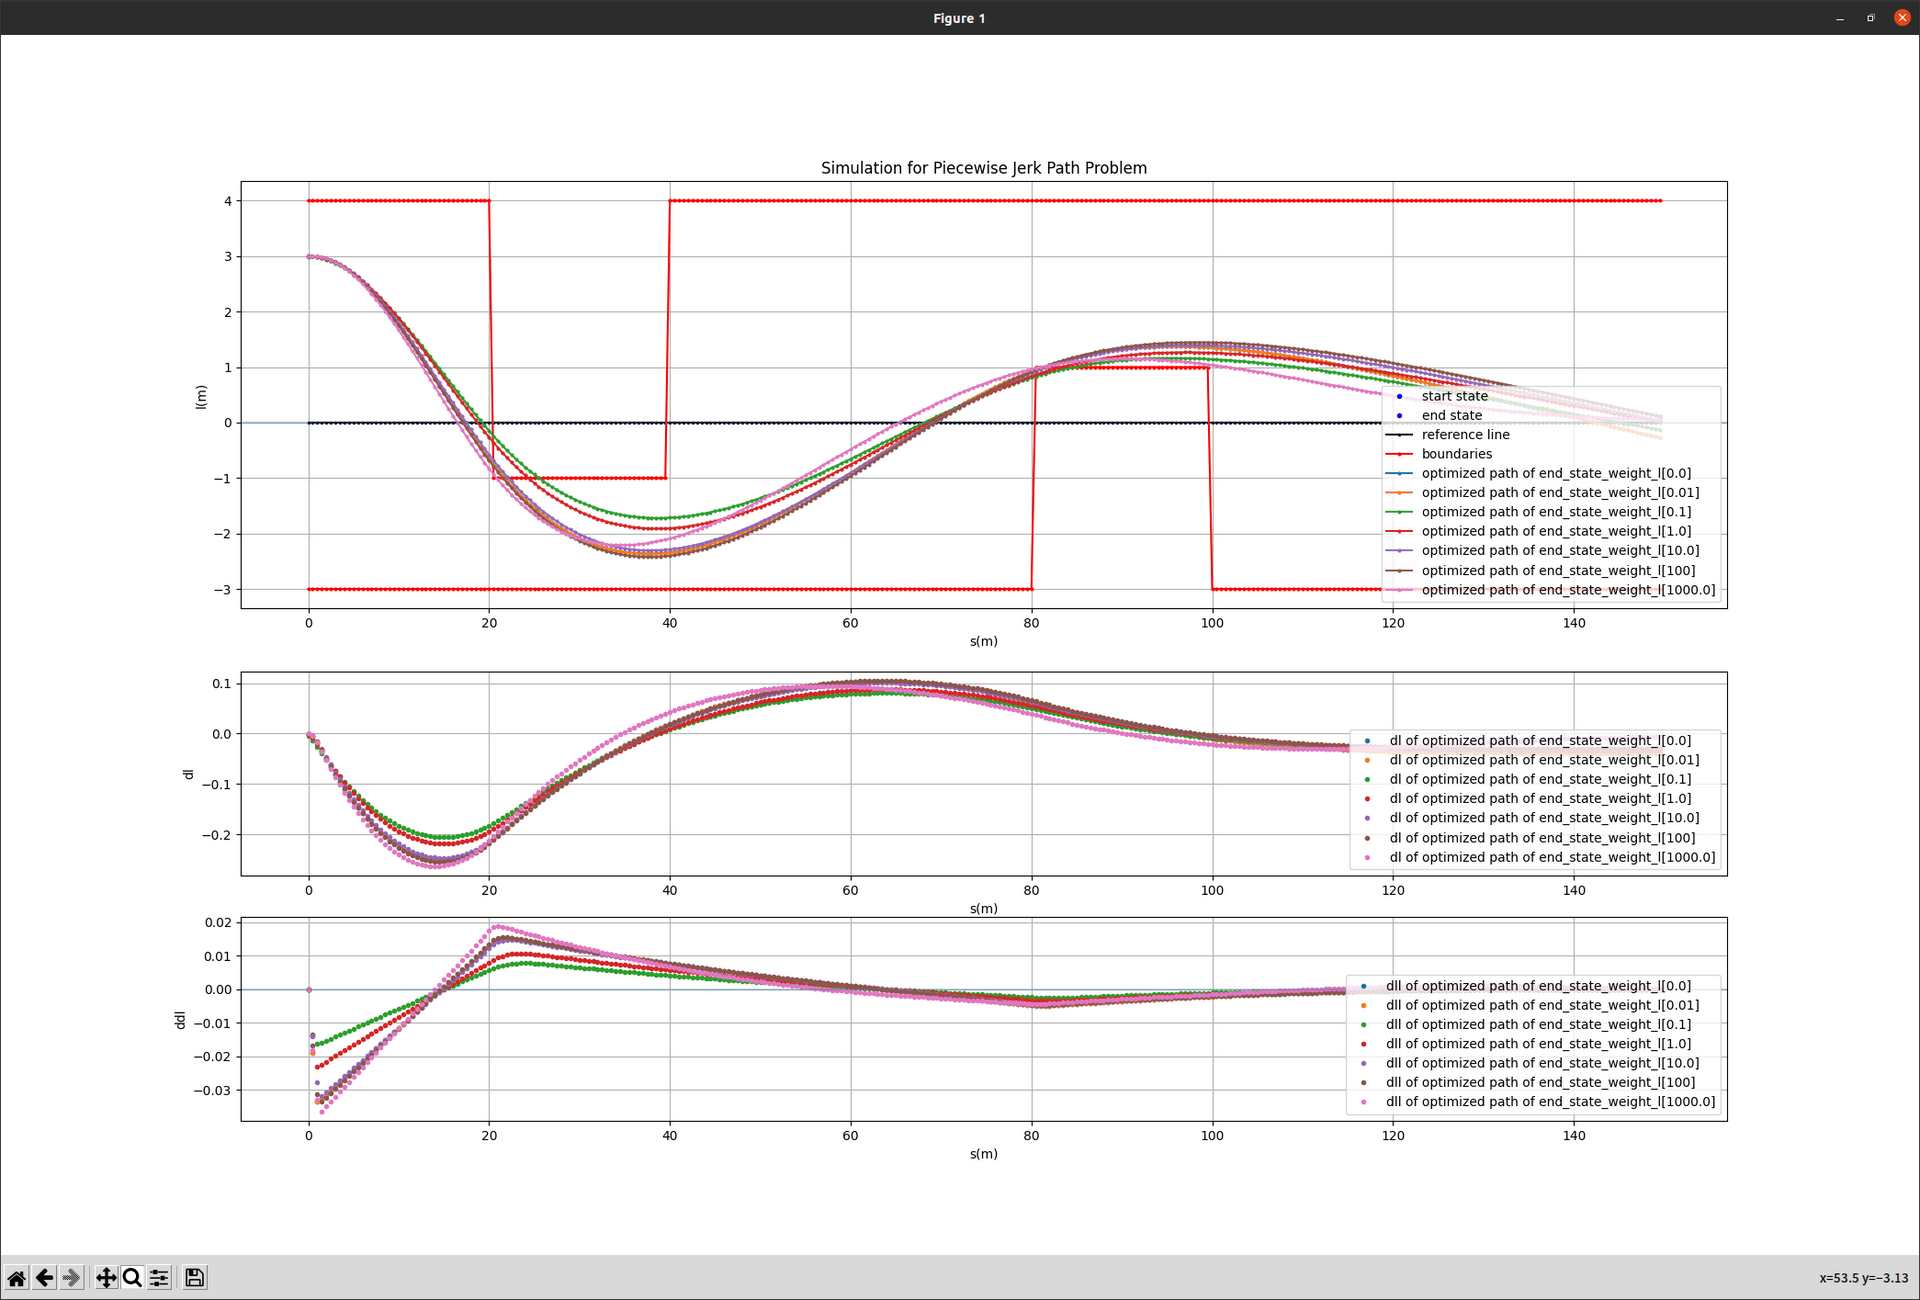 Figure 1
Simulation for Piecewise Jerk Path Problem
l(m)
4
3
2
1
0
−1
−2
−3
start state
end state
reference line
boundaries
optimized path of end_state_weight_l[0.0]
optimized path of end_state_weight_l[0.01]
optimized path of end_state_weight_l[0.1]
optimized path of end_state_weight_l[1.0]
optimized path of end_state_weight_l[10.0]
optimized path of end_state_weight_l[100]
optimized path of end_state_weight_l[1000.0]
0 20 40 60 80 100 120 140
s(m)
dl
0.1
0.0
−0.1
−0.2
dl of optimized path of end_state_weight_l[0.0]
dl of optimized path of end_state_weight_l[0.01]
dl of optimized path of end_state_weight_l[0.1]
dl of optimized path of end_state_weight_l[1.0]
dl of optimized path of end_state_weight_l[10.0]
dl of optimized path of end_state_weight_l[100]
dl of optimized path of end_state_weight_l[1000.0]
0 20 40 60 80 100 120 140
s(m)
ddl
0.02
0.01
0.00
−0.01
−0.02
−0.03
dll of optimized path of end_state_weight_l[0.0]
dll of optimized path of end_state_weight_l[0.01]
dll of optimized path of end_state_weight_l[0.1]
dll of optimized path of end_state_weight_l[1.0]
dll of optimized path of end_state_weight_l[10.0]
dll of optimized path of end_state_weight_l[100]
dll of optimized path of end_state_weight_l[1000.0]
0 20 40 60 80 100 120 140
s(m)
x=53.5 y=−3.13